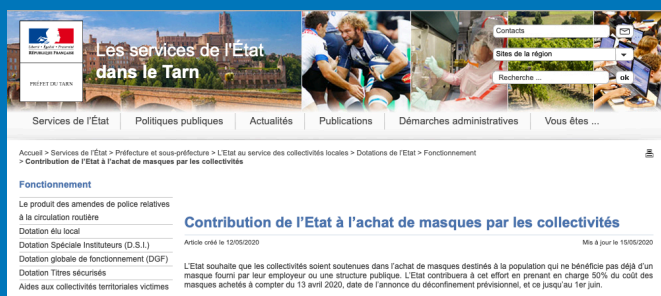 Liberté • Égalité • Fraternité
RÉPUBLIQUE FRANÇAISE
PRÉFET DU TARN
Les services de l'État
dans le Tarn
Contacts
Sites de la région
Recherche ...
ok
Services de l'État
Politiques publiques
Actualités
Publications
Démarches administratives
Vous êtes ...
Accueil > Services de l'État > Préfecture et sous-préfecture > L'Etat au service des collectivités locales > Dotations de l'Etat > Fonctionnement
> Contribution de l'Etat à l'achat de masques par les collectivités
Fonctionnement
Le produit des amendes de police relatives
à la circulation routière
Dotation élu local
Dotation Spéciale Instituteurs (D.S.I.)
Dotation globale de fonctionnement (DGF)
Dotation Titres sécurisés
Aides aux collectivités territoriales victimes
Contribution de l'Etat à l'achat de masques par les collectivités
Article créé le 12/05/2020
Mis à jour le 15/05/2020
L'Etat souhaite que les collectivités soient soutenues dans l'achat de masques destinés à la population qui ne bénéficie pas déjà d'un
masque fourni par leur employeur ou une structure publique. L'Etat contribuera à cet effort en prenant en charge 50% du coût des
masques achetés à compter du 13 avril 2020, date de l'annonce du déconfinement prévisionnel, et ce jusqu'au 1er juin.